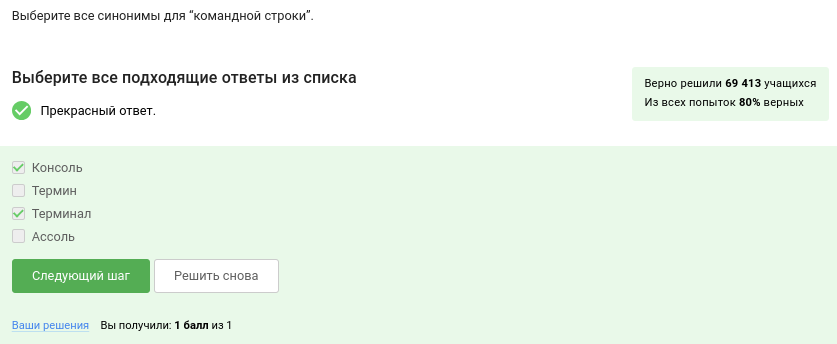 Выберите все синонимы для “командной строки”.
Выберите все подходящие ответы из списка
Верно решили 69 413 учащихся
Из всех попыток 80% верных
Прекрасный ответ.
Консоль
Термин
Терминал
Ассоль
Следующий шаг
Решить снова
Ваши решения Вы получили: 1 балл из 1